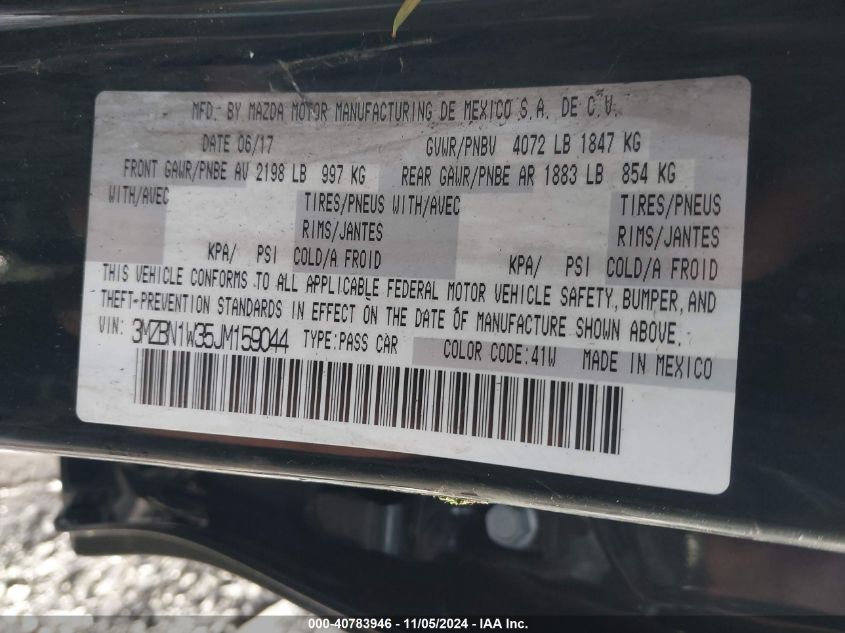 MFD. BY MAZDA MOTOR MANUFACTURING DE MEXICO S.A. DE C.V.
DATE 06/17 GVWR/PNBV 4072 LB 1847 KG
FRONT GAWR/PNBE AV 2198 LB 997 KG REAR GAWR/PNBE AR 1883 LB 854 KG
WITH/AVEC TIRES/PNEUS WITH/AVEC TIRES/PNEUS
RIMS/JANTES RIMS/JANTES
KPA/ PSI COLD/A FROID KPA/ PSI COLD/A FROID
THIS VEHICLE CONFORMS TO ALL APPLICABLE FEDERAL MOTOR VEHICLE SAFETY, BUMPER, AND
THEFT-PREVENTION STANDARDS IN EFFECT ON THE DATE OF MANUFACTURE SHOWN ABOVE.
VIN: 3MZBN1W35JM159044 TYPE:PASS CAR COLOR CODE:41W MADE IN MEXICO
000-40783946 - 11/05/2024 - IAA Inc.